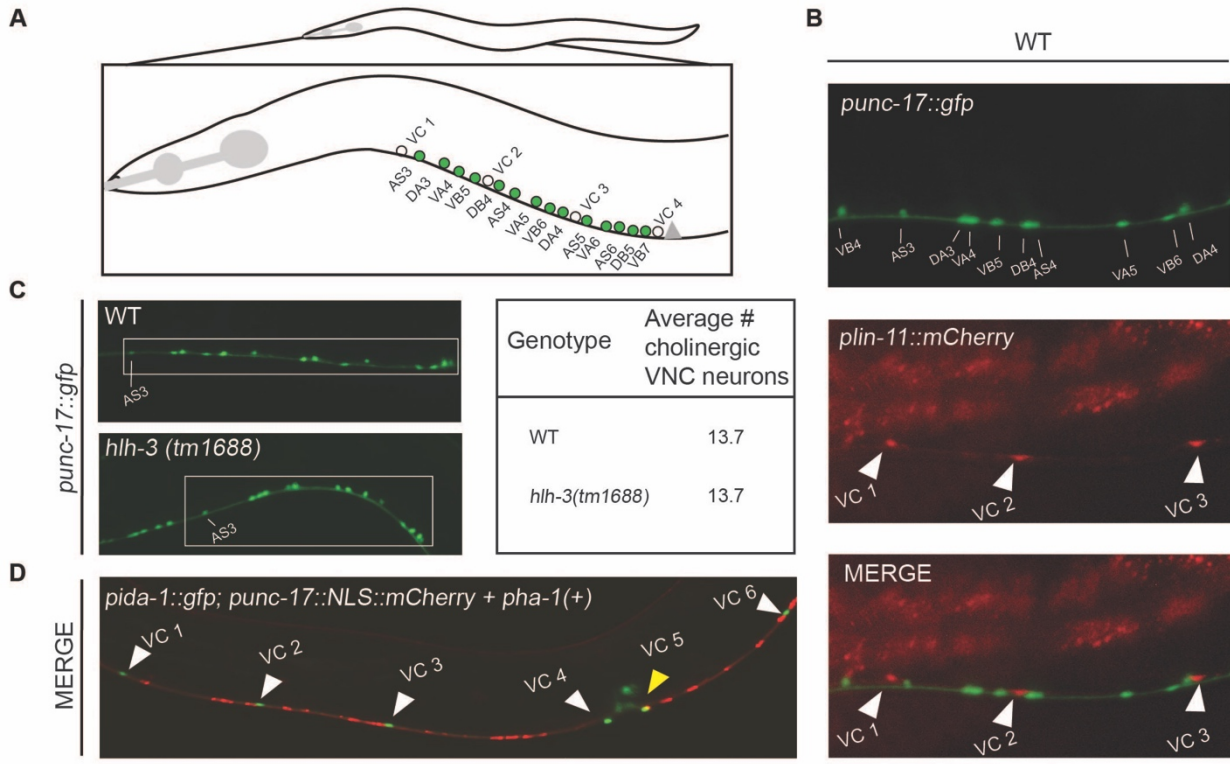 A
VC 1
VC 2
VC 3
VC 4
AS3
DA3
VA4
VB5
DB4
AS4
VA5
VB6
DA4
AS5
VA6
AS6
DB5
VB7
B
WT
punc-17::gfp
VB4
AS3
DA3
VA4
VB5
DB4
AS4
VA5
VB6
DA4
plin-11::mCherry
VC 1
VC 2
VC 3
MERGE
VC 1
VC 2
VC 3
C
punc-17::gfp
WT
AS3
hlh-3 (tm1688)
AS3
Genotype
Average #
cholinergic
VNC neurons
WT 13.7
hlh-3(tm1688) 13.7
D
MERGE
pida-1::gfp; punc-17::NLS::mCherry + pha-1(+)
VC 1
VC 2
VC 3
VC 4
VC 5
VC 6